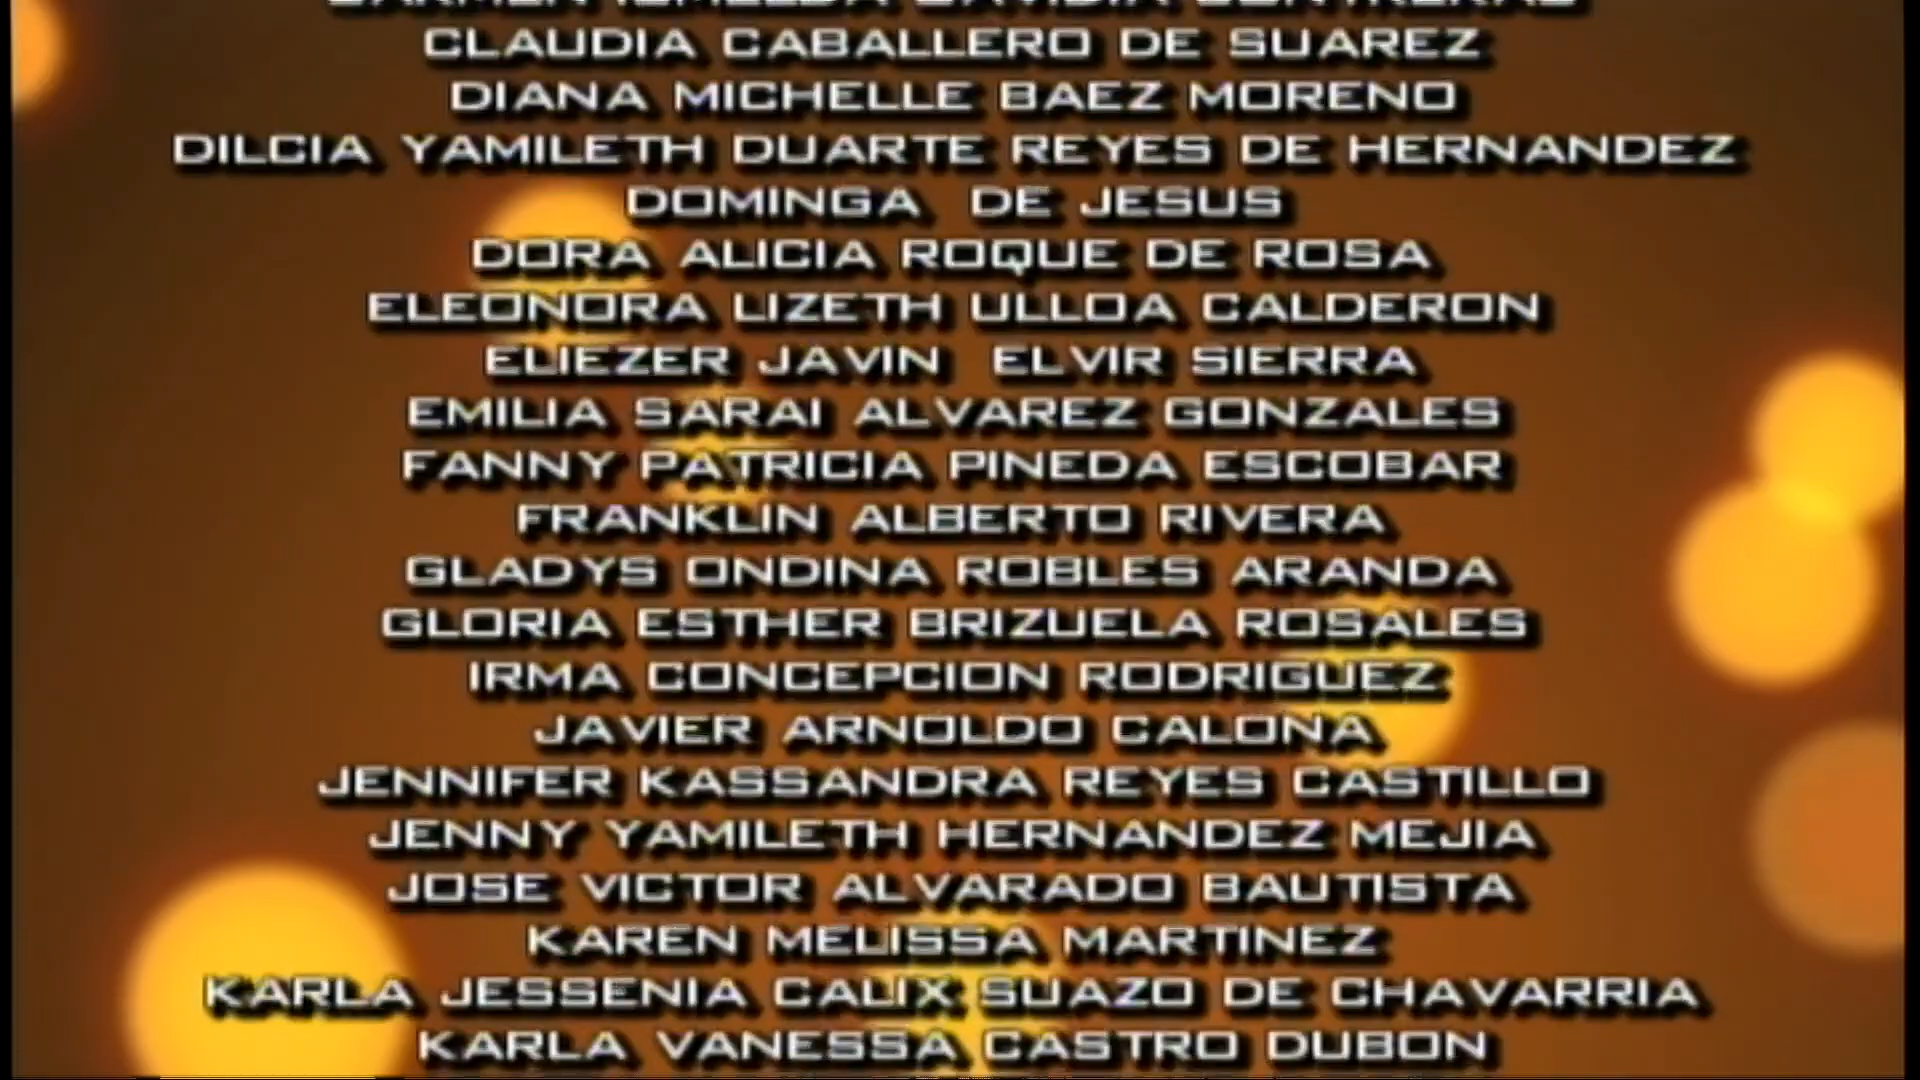 CLAUDIA CABALLERO DE SUAREZ
DIANA MICHELLE BAEZ MORENO
DILCIA YAMILETH DUARTE REYES DE HERNANDEZ
DOMINGA DE JESUS
DORA ALICIA ROQUE DE ROSA
ELEONORA LIZETH ULLOA CALDERON
ELIEZER JAVIN ELVIR SIERRA
EMILIA SARAI ALVAREZ GONZALES
FANNY PATRICIA PINEDA ESCOBAR
FRANKLIN ALBERTO RIVERA
GLADYS ONDINA ROBLES ARANDA
GLORIA ESTHER BRIZUELA ROSALES
IRMA CONCEPCION RODRIGUEZ
JAVIER ARNOLDO CALONA
JENNIFER KASSANDRA REYES CASTILLO
JENNY YAMILETH HERNANDEZ MEJIA
JOSE VICTOR ALVARADO BAUTISTA
KAREN MELISSA MARTINEZ
KARLA JESSENIA CALIX SUAZO DE CHAVARRIA
KARLA VANESSA CASTRO DUBON